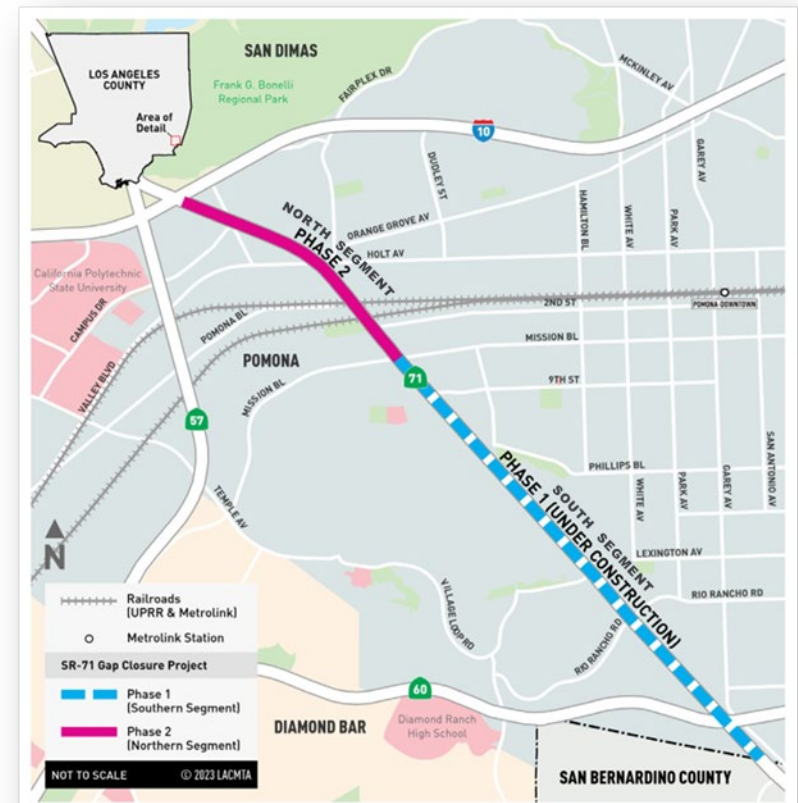 SAN DIMAS
Frank G. Bonelli
Regional Park
LOS ANGELES
COUNTY
Area of
Detail
FAIRPLEX DR
MCKINLEY AV
10
DUDLEY ST
GAREY AV
HAMILTON BL
WHITE AV
PARK AV
ORANGE GROVE AV
NORTH SEGMENT
PHASE 2
HOLT AV
California Polytechnic
State University
CAMPUS DR
VALLEY BLVD
POMONA BL
2ND ST
POMONA-DOWNTOWN
MISSION BL
POMONA
MISSION BL
71
9TH ST
57
PHILLIPS BL
SAN ANTONIO AV
WHITE AV
PARK AV
GAREY AV
SOUTH SEGMENT
PHASE 1 (UNDER CONSTRUCTION)
TEMPLE AV
LEXINGTON AV
RIO RANCHO RD
VILLAGE LOOP RD
RIO RANCHO RD
N
60
DIAMOND BAR
Diamond Ranch
High School
SAN BERNARDINO COUNTY
Railroads
(UPRR & Metrolink)
Metrolink Station
SR-71 Gap Closure Project
Phase 1
(Southern Segment)
Phase 2
(Northern Segment)
NOT TO SCALE © 2023 LACMTA